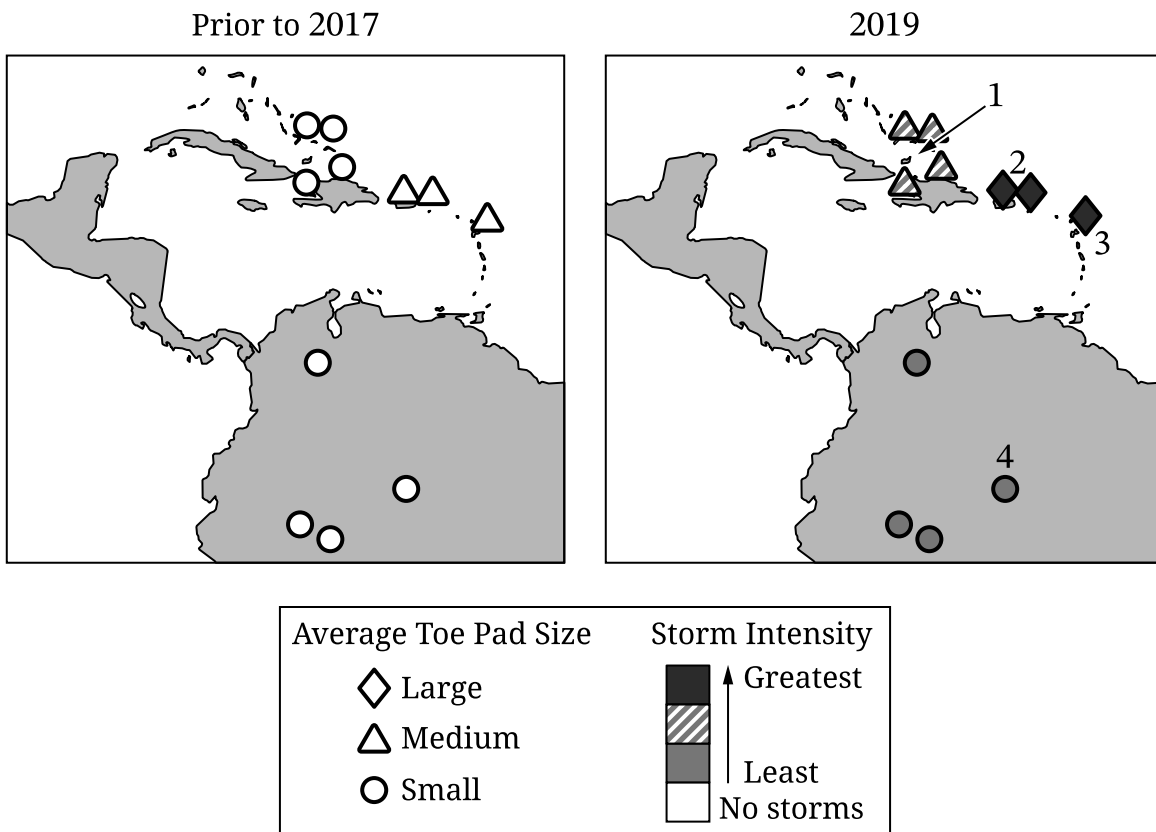 Prior to 2017
2019
1
2
3
4
Average Toe Pad Size
Large
Medium
Small
Storm Intensity
Greatest
Least
No storms